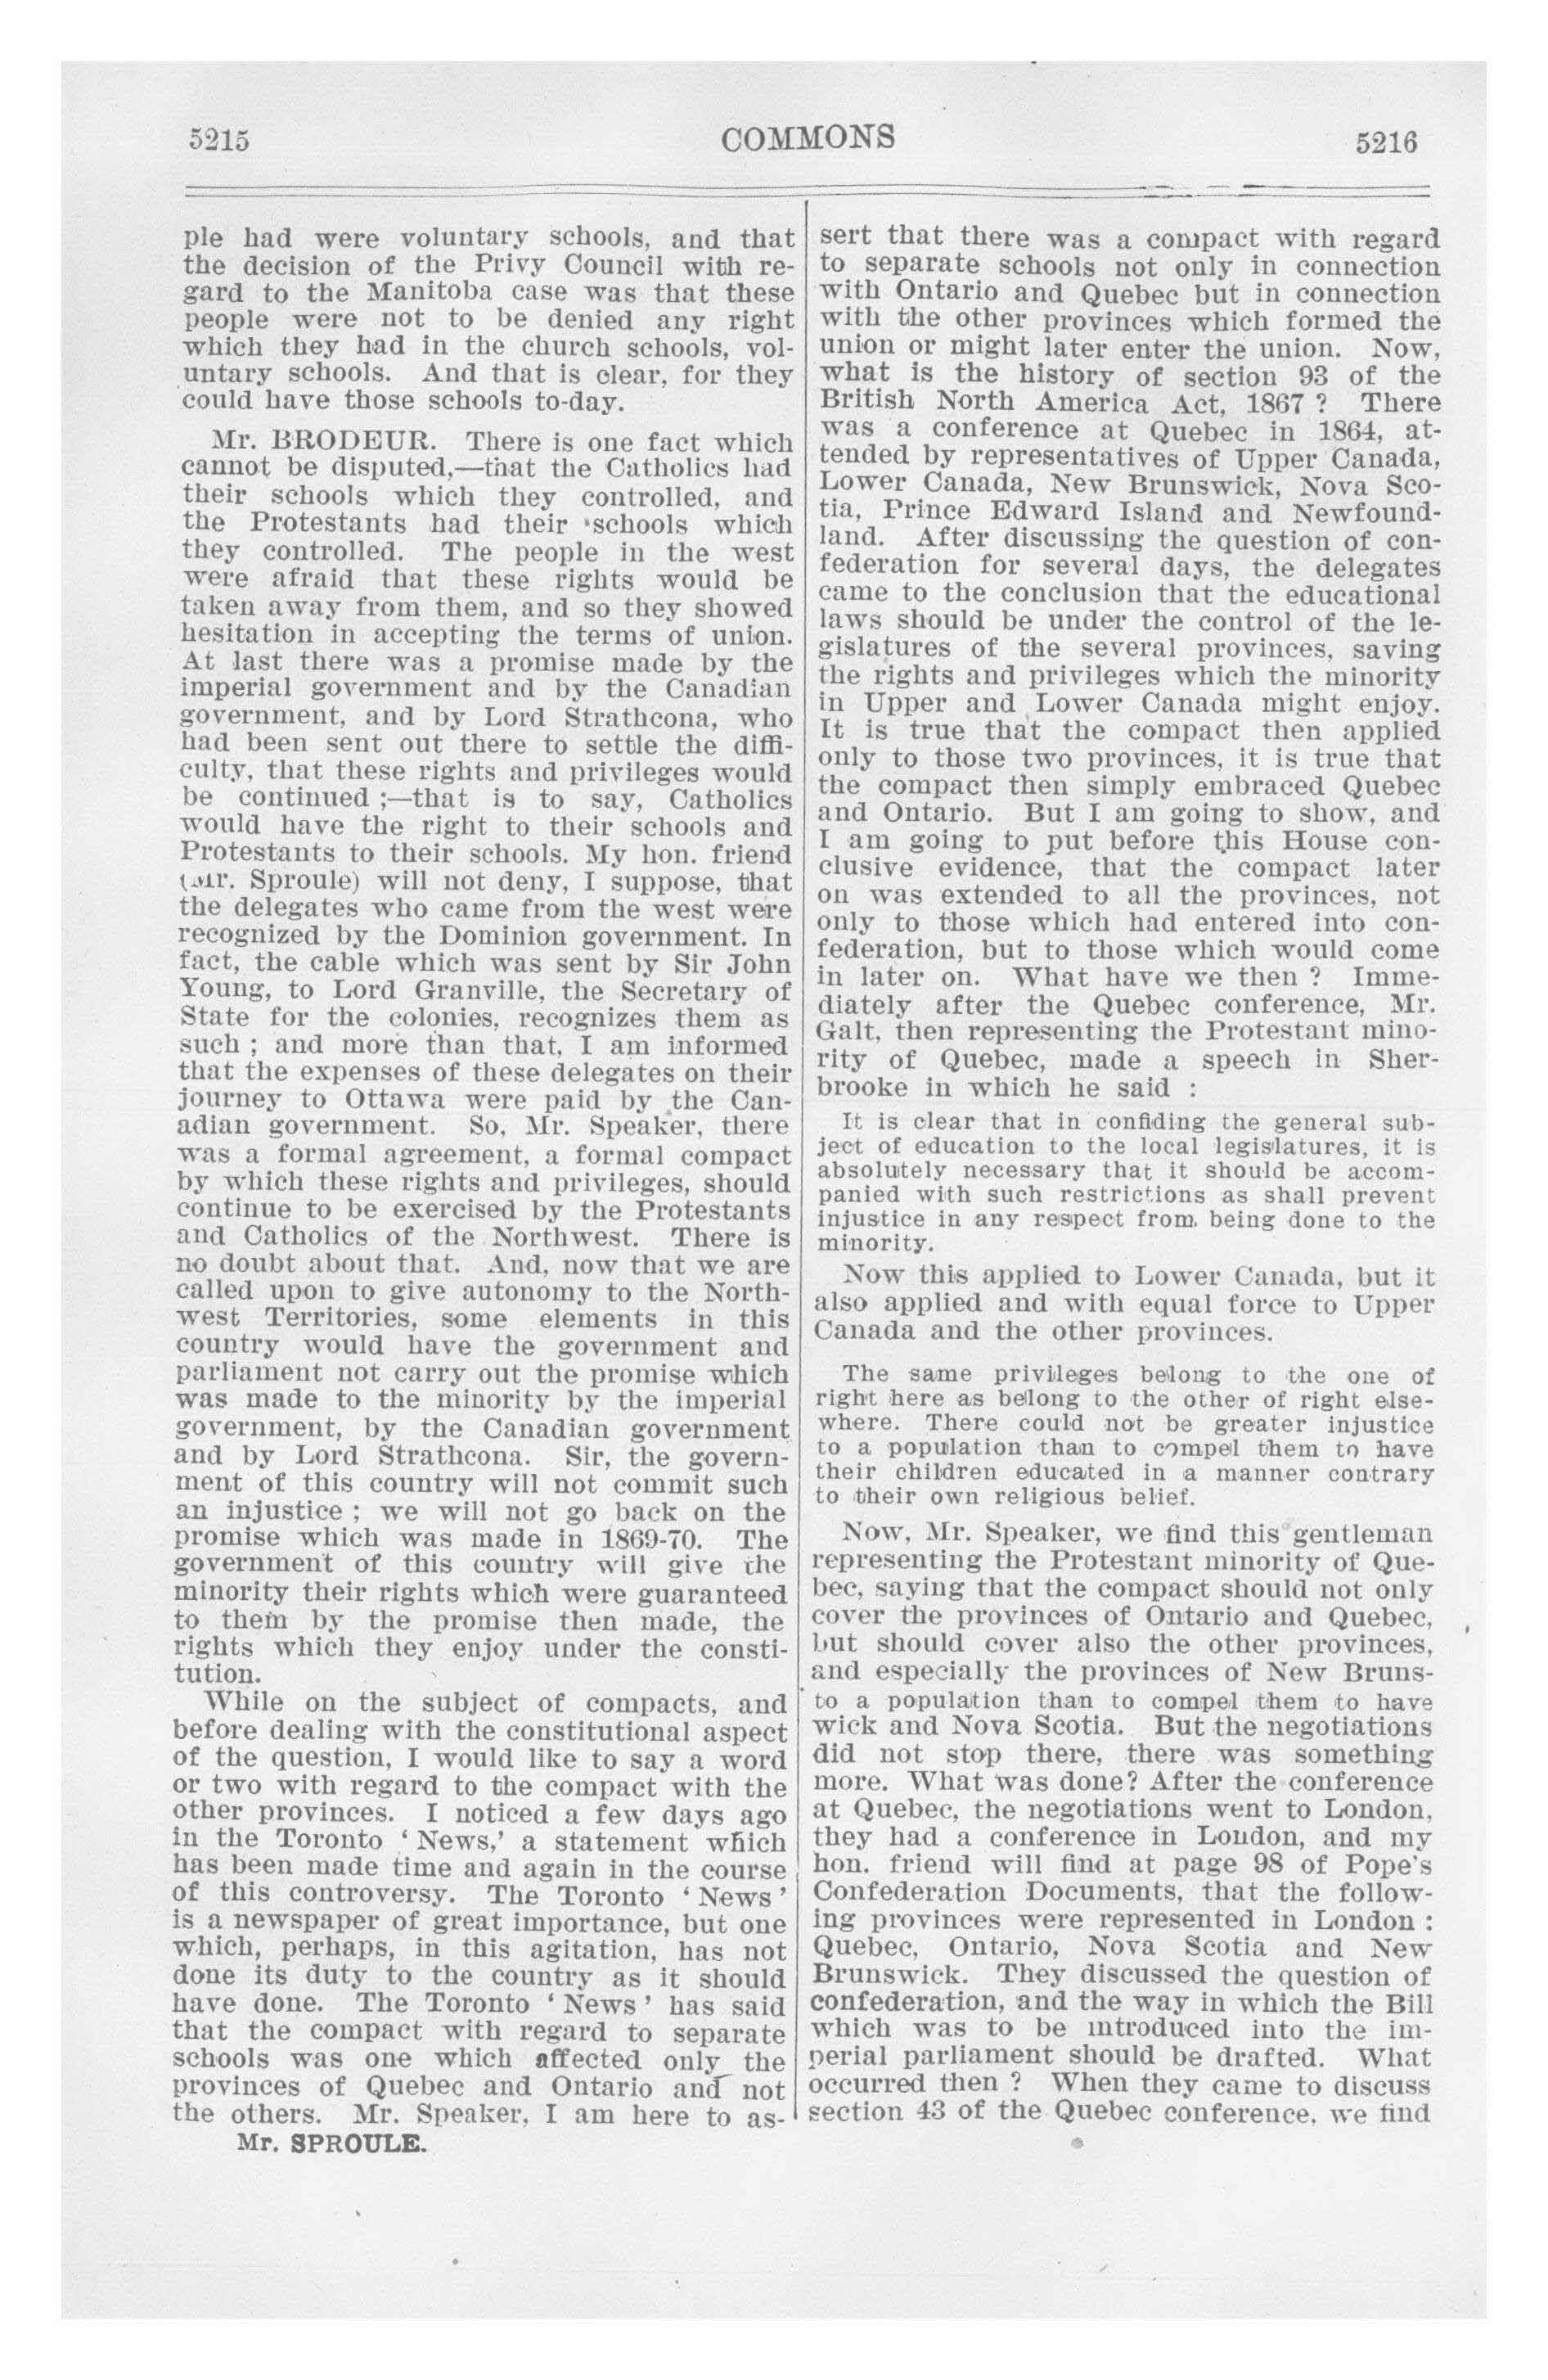 5215
COMMONS
5216
ple had were voluntary schools, and that
the decision of the Privy Council with re-
gard to the Manitoba case was that these
people were not to be denied any right
which they had in the church schools, vol-
untary schools. And that is clear, for they
could have those schools to-day.
Mr. BRODEUR. There is one fact which
cannot be disputed,—that the Catholics had
their schools which they controlled, and
the Protestants had their schools which
they controlled. The people in the west
were afraid that these rights would be
taken away from them, and so they showed
hesitation in accepting the terms of union.
At last there was a promise made by the
imperial government and by the Canadian
government, and by Lord Strathcona, who
had been sent out there to settle the diffi-
culty, that these rights and privileges would
be continued ;—that is to say, Catholics
would have the right to their schools and
Protestants to their schools. My hon. friend
(Mr. Sproule) will not deny, I suppose, that
the delegates who came from the west were
recognized by the Dominion government. In
fact, the cable which was sent by Sir John
Young, to Lord Granville, the Secretary of
State for the colonies, recognizes them as
such ; and more than that, I am informed
that the expenses of these delegates on their
journey to Ottawa were paid by the Can-
adian government. So, Mr. Speaker, there
was a formal agreement, a formal compact
by which these rights and privileges, should
continue to be exercised by the Protestants
and Catholics of the Northwest. There is
no doubt about that. And, now that we are
called upon to give autonomy to the North-
west Territories, some elements in this
country would have the government and
parliament not carry out the promise which
was made to the minority by the imperial
government, by the Canadian government
and by Lord Strathcona. Sir, the govern-
ment of this country will not commit such
an injustice ; we will not go back on the
promise which was made in 1869-70. The
government of this country will give the
minority their rights which were guaranteed
to them by the promise then made, the
rights which they enjoy under the consti-
tution.
While on the subject of compacts, and
before dealing with the constitutional aspect
of the question, I would like to say a word
or two with regard to the compact with the
other provinces. I noticed a few days ago
in the Toronto ‘ News,’ a statement which
has been made time and again in the course
of this controversy. The Toronto ‘ News ’
is a newspaper of great importance, but one
which, perhaps, in this agitation, has not
done its duty to the country as it should
have done. The Toronto ‘ News ’ has said
that the compact with regard to separate
schools was one which affected only the
provinces of Quebec and Ontario and not
the others. Mr. Speaker, I am here to as-
Mr. SPROULE.
sert that there was a compact with regard
to separate schools not only in connection
with Ontario and Quebec but in connection
with the other provinces which formed the
union or might later enter the union. Now,
what is the history of section 93 of the
British North America Act, 1867 ? There
was a conference at Quebec in 1864, at-
tended by representatives of Upper Canada,
Lower Canada, New Brunswick, Nova Sco-
tia, Prince Edward Island and Newfound-
land. After discussing the question of con-
federation for several days, the delegates
came to the conclusion that the educational
laws should be under the control of the le-
gislatures of the several provinces, saving
the rights and privileges which the minority
in Upper and Lower Canada might enjoy.
It is true that the compact then applied
only to those two provinces, it is true that
the compact then simply embraced Quebec
and Ontario. But I am going to show, and
I am going to put before this House con-
clusive evidence, that the compact later
on was extended to all the provinces, not
only to those which had entered into con-
federation, but to those which would come
in later on. What have we then ? Imme-
diately after the Quebec conference, Mr.
Galt, then representing the Protestant mino-
rity of Quebec, made a speech in Sher-
brooke in which he said :
It is clear that in confiding the general sub-
ject of education to the local legislatures, it is
absolutely necessary that it should be accom-
panied with such restrictions as shall prevent
injustice in any respect from being done to the
minority.
Now this applied to Lower Canada, but it
also applied and with equal force to Upper
Canada and the other provinces.
The same privileges belong to the one of
right here as belong to the other of right else-
where. There could not be greater injustice
to a population than to compel them to have
their children educated in a manner contrary
to their own religious belief.
Now, Mr. Speaker, we find this gentleman
representing the Protestant minority of Que-
bec, saying that the compact should not only
cover the provinces of Ontario and Quebec,
but should cover also the other provinces,
and especially the provinces of New Bruns-
to a population than to compel them to have
wick and Nova Scotia. But the negotiations
did not stop there, there was something
more. What was done? After the conference
at Quebec, the negotiations went to London,
they had a conference in London, and my
hon. friend will find at page 98 of Pope's
Confederation Documents, that the follow-
ing provinces were represented in London :
Quebec, Ontario, Nova Scotia and New
Brunswick. They discussed the question of
confederation, and the way in which the Bill
which was to be introduced into the im-
perial parliament should be drafted. What
occurred then ? When they came to discuss
section 43 of the Quebec conference, we find